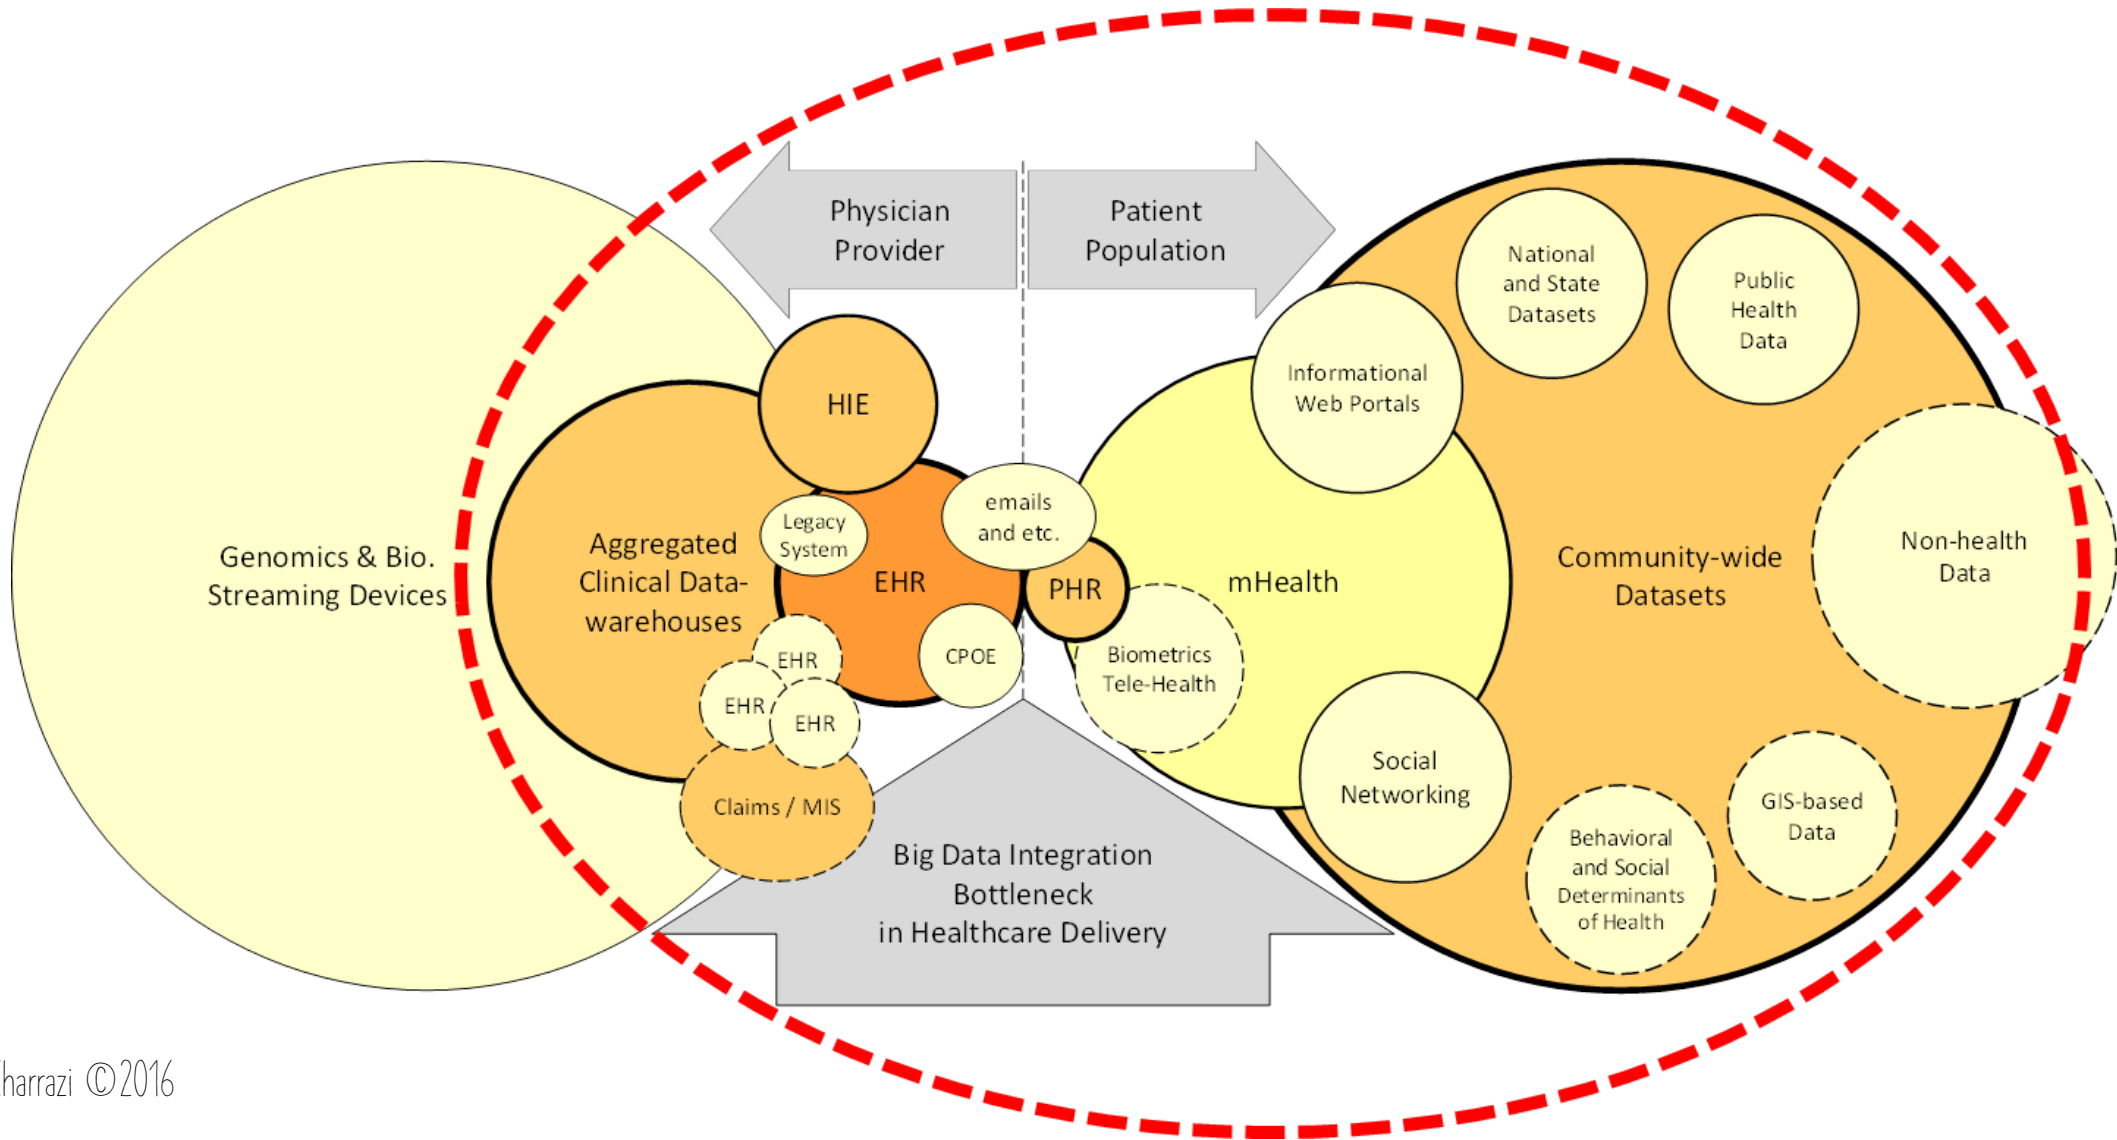 Physician
Provider
Patient
Population
National
and State
Datasets
Public
Health
Data
Informational
Web Portals
HIE
emails
and etc.
Legacy
System
Genomics & Bio.
Streaming Devices
Aggregated
Clinical Data-
warehouses
EHR
PHR
mHealth
Community-wide
Datasets
Non-health
Data
EHR
EHR
EHR
CPOE
Biometrics
Tele-Health
Claims / MIS
Social
Networking
GIS-based
Data
Behavioral
and Social
Determinants
of Health
Big Data Integration
Bottleneck
in Healthcare Delivery
©2016